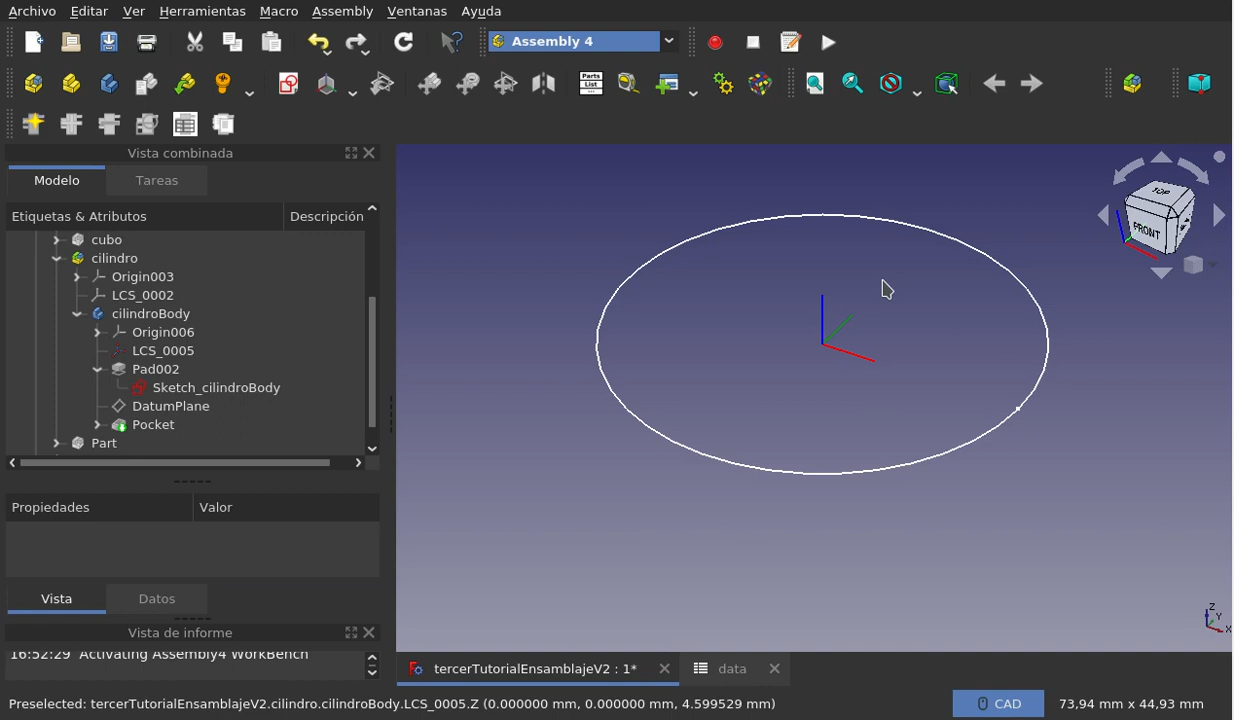 Archivo Editar Ver Herramientas Macro Assembly Ventanas Ayuda
Assembly 4
Parts
List
Vista combinada
Modelo Tareas
Etiquetas & Atributos Descripción
cubo
cilindro
Origin003
LCS_0002
cilindroBody
Origin006
LCS_0005
Pad002
Sketch_cilindroBody
DatumPlane
Pocket
Part
Propiedades Valor
Vista Datos
Vista de informe
16:52:29 Activating Assembly4 WorkBench
TOP
FRONT
Z
Y
X
tercerTutorialEnsamblajeV2 : 1* data
Preselected: tercerTutorialEnsamblajeV2.cilindro.cilindroBody.LCS_0005.Z (0.000000 mm, 0.000000 mm, 4.599529 mm) CAD 73,94 mm x 44,93 mm